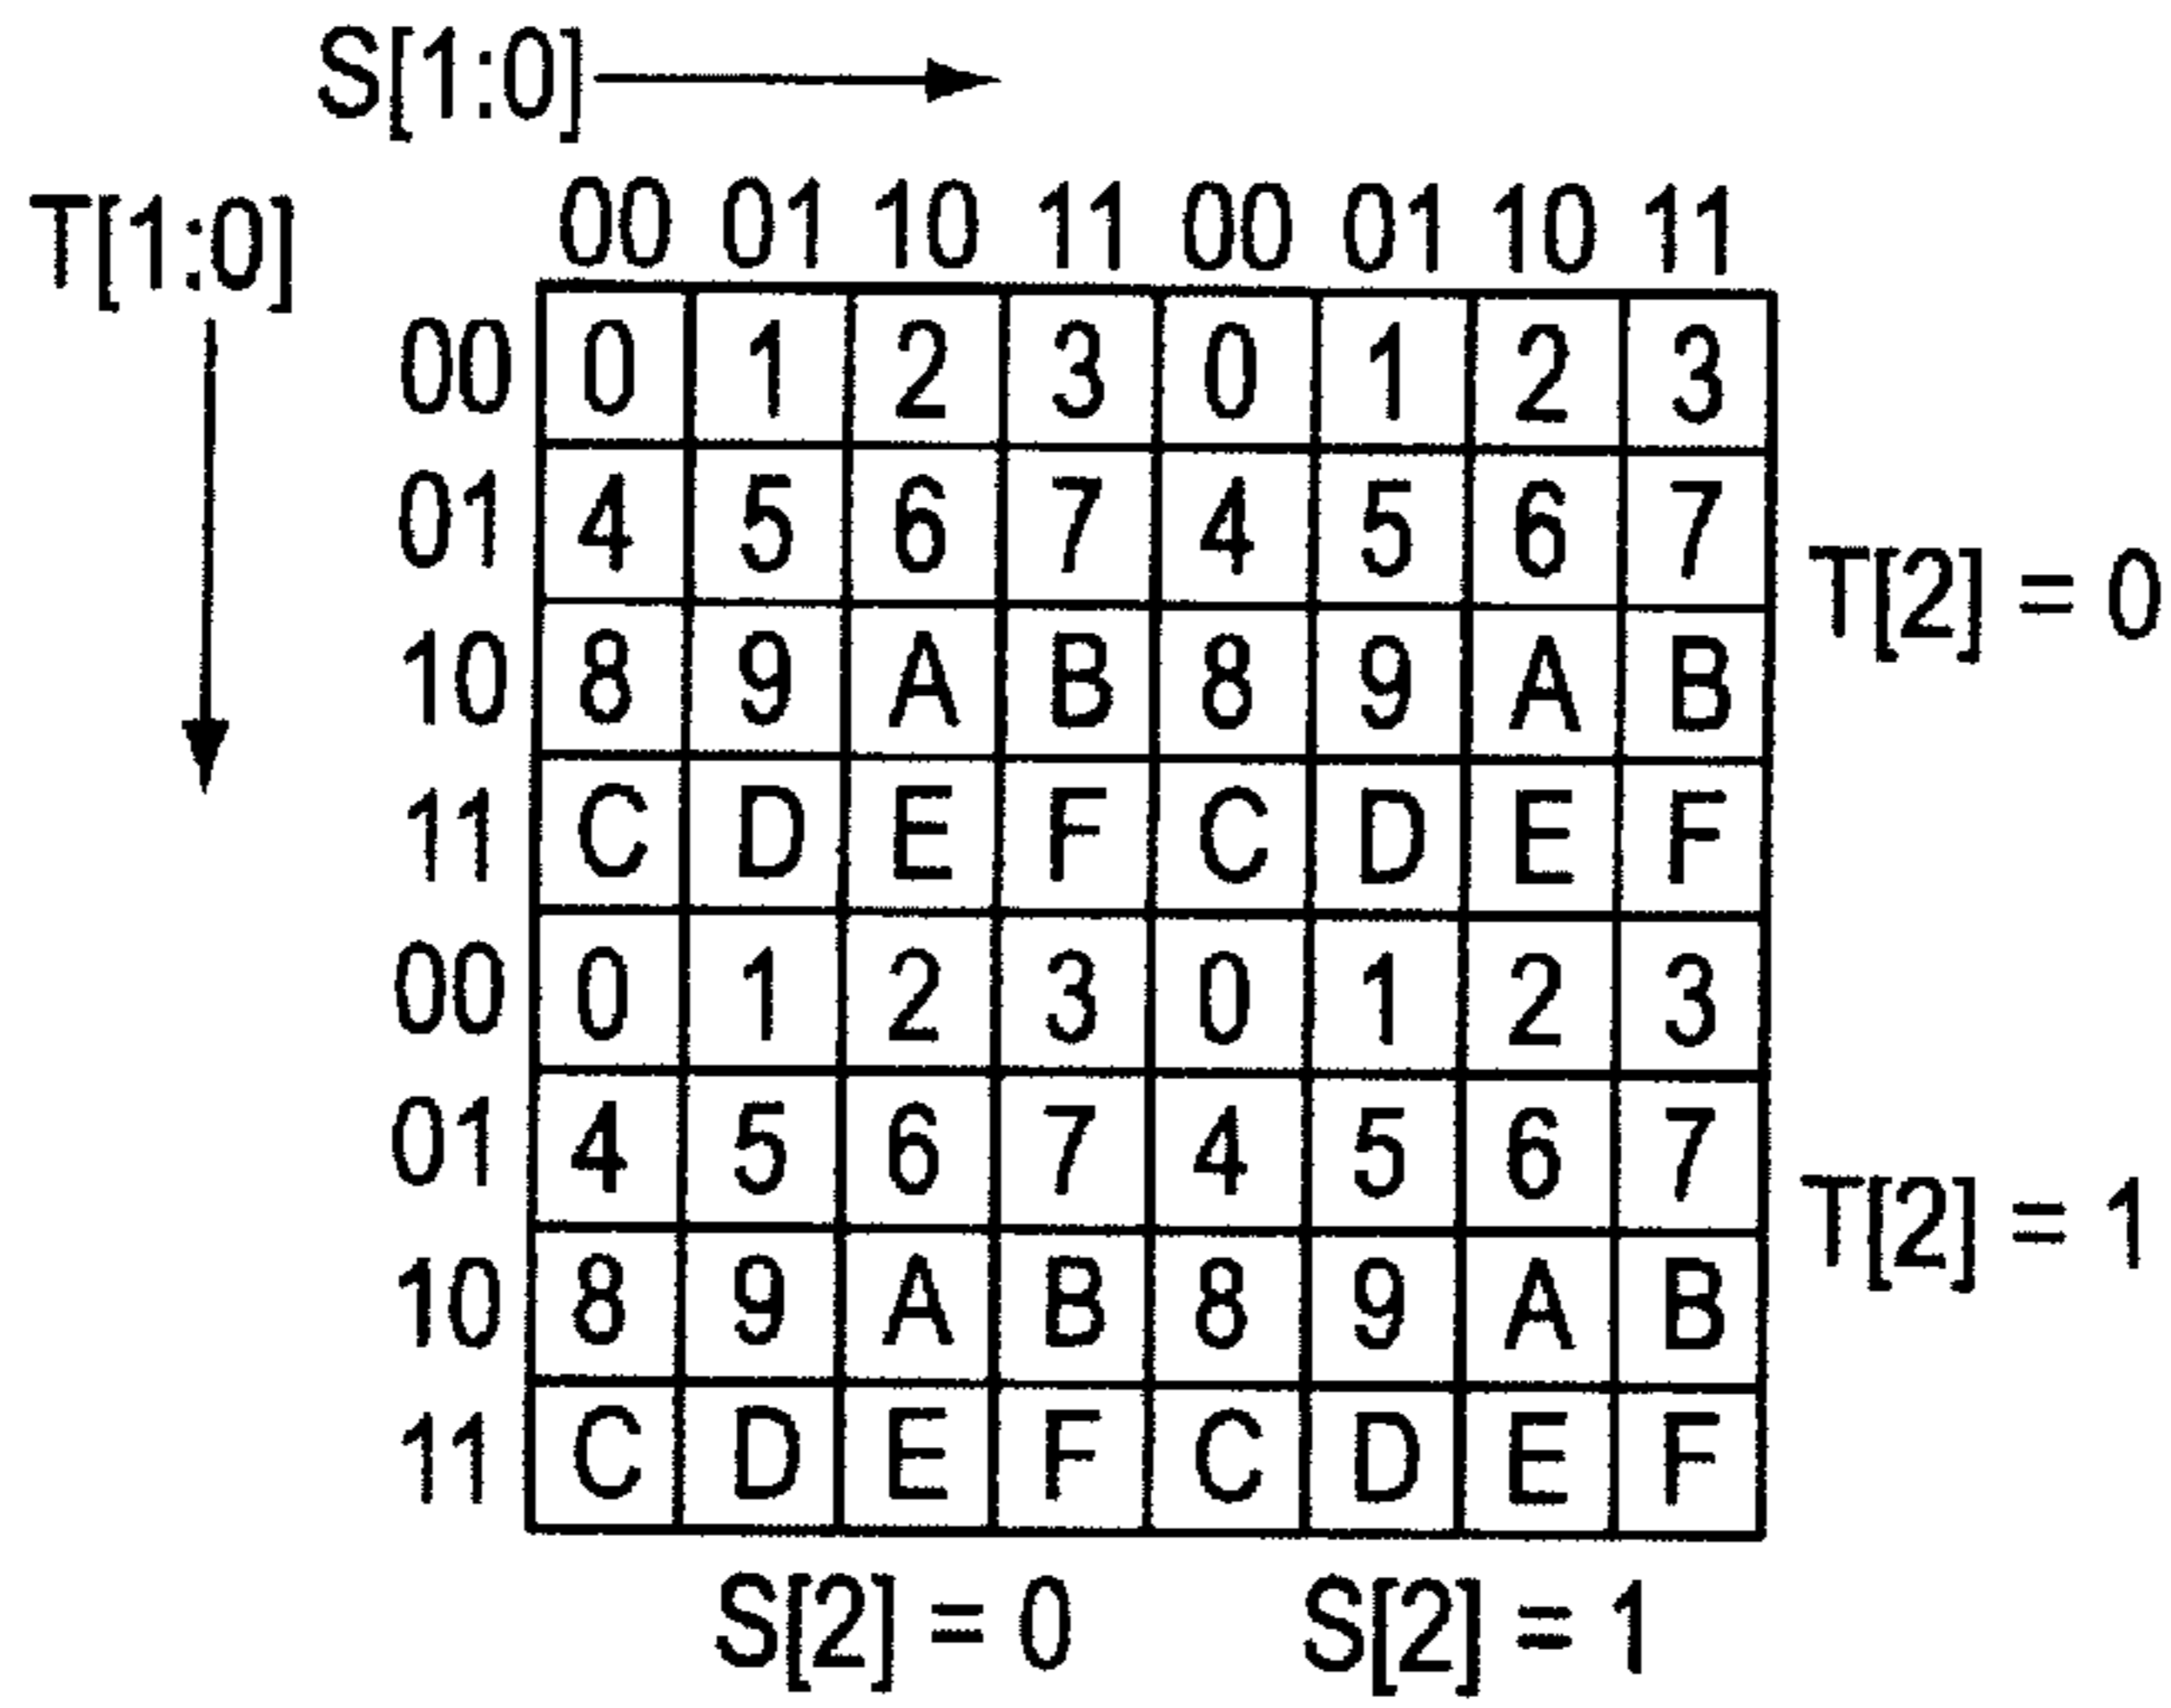 S[1:0]
T[1:0]
00 01 10 11 00 01 10 11
00 0 1 2 3 0 1 2 3
01 4 5 6 7 4 5 6 7
10 8 9 A B 8 9 A B
T[2] = 0
11 C D E F C D E F
00 0 1 2 3 0 1 2 3
01 4 5 6 7 4 5 6 7
T[2] = 1
10 8 9 A B 8 9 A B
11 C D E F C D E F
S[2] = 0 S[2] = 1